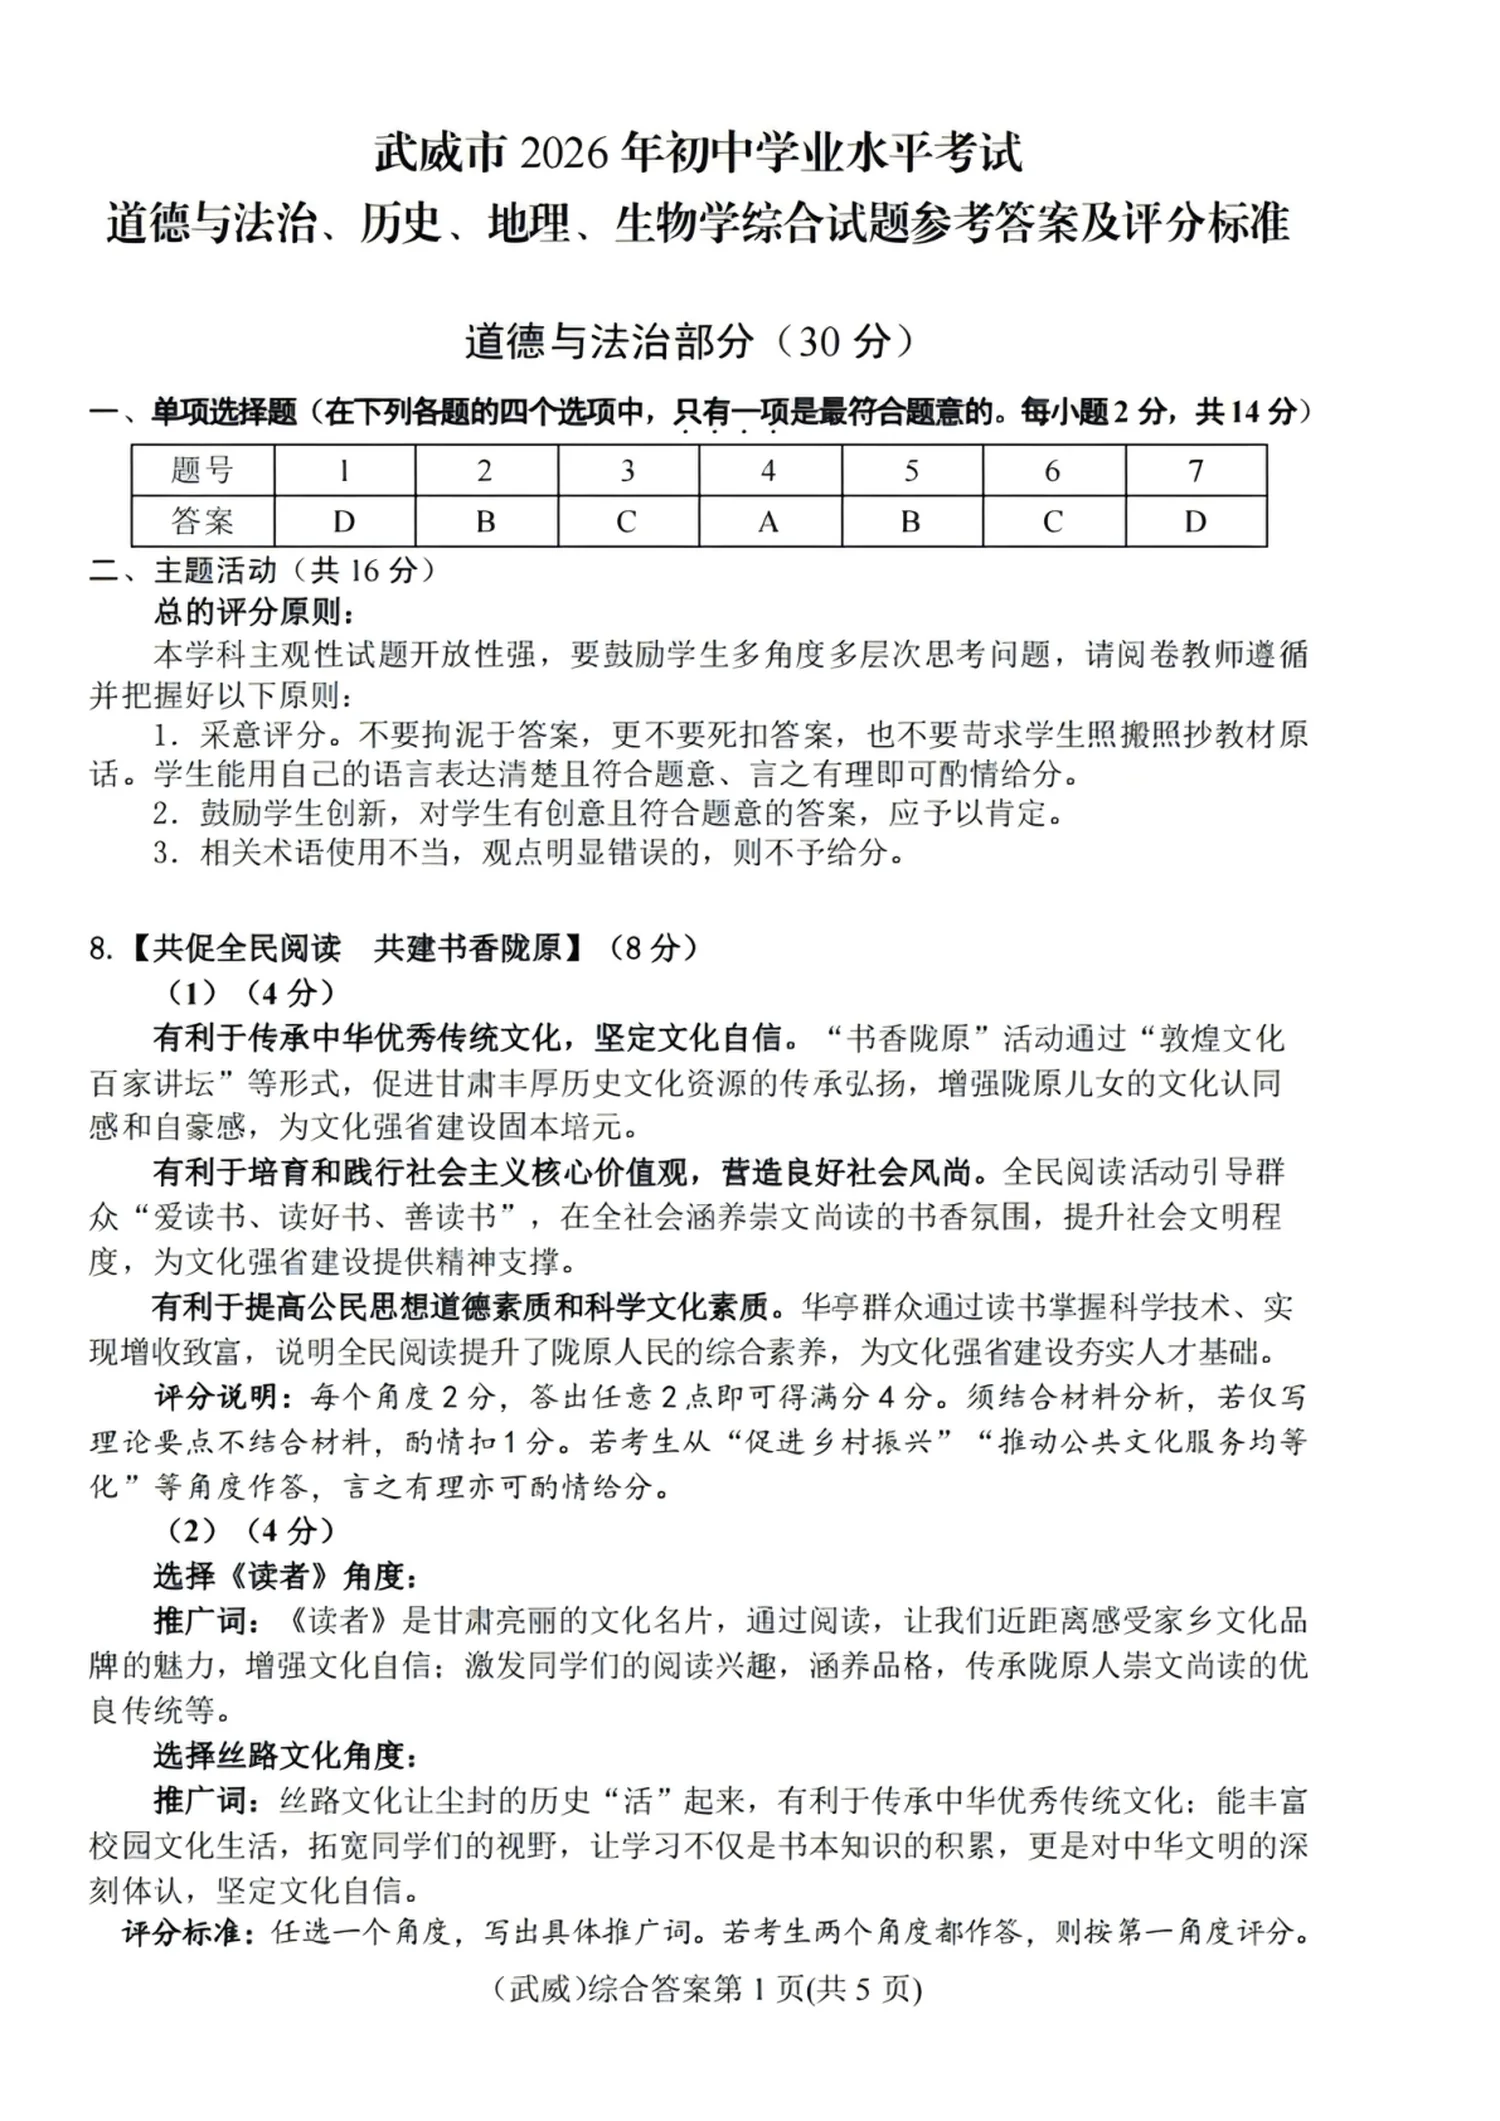 武威市 2026 年初中学业水平考试
道德与法治、历史、地理、生物学综合试题参考答案及评分标准
道德与法治部分（30 分）
一、单项选择题（在下列各题的四个选项中，只有一项是最符合题意的。每小题 2 分，共 14 分）
题号 1 2 3 4 5 6 7
答案 D B C A B C D
二、主题活动（共 16 分）
总的评分原则：
本学科主观性试题开放性强，要鼓励学生多角度多层次思考问题，请阅卷教师遵循
并把握好以下原则：
1．采意评分。不要拘泥于答案，更不要死扣答案，也不要苛求学生照搬照抄教材原
话。学生能用自己的语言表达清楚且符合题意、言之有理即可酌情给分。
2．鼓励学生创新，对学生有创意且符合题意的答案，应予以肯定。
3．相关术语使用不当，观点明显错误的，则不予给分。
8.【共促全民阅读　共建书香陇原】（8 分）
（1）（4 分）
有利于传承中华优秀传统文化，坚定文化自信。“书香陇原”活动通过“敦煌文化
百家讲坛”等形式，促进甘肃丰厚历史文化资源的传承弘扬，增强陇原儿女的文化认同
感和自豪感，为文化强省建设固本培元。
有利于培育和践行社会主义核心价值观，营造良好社会风尚。全民阅读活动引导群
众“爱读书、读好书、善读书”，在全社会涵养崇文尚读的书香氛围，提升社会文明程
度，为文化强省建设提供精神支撑。
有利于提高公民思想道德素质和科学文化素质。华亭群众通过读书掌握科学技术、实
现增收致富，说明全民阅读提升了陇原人民的综合素养，为文化强省建设夯实人才基础。
评分说明：每个角度 2 分，答出任意 2 点即可得满分 4 分。须结合材料分析，若仅写
理论要点不结合材料，酌情扣 1 分。若考生从“促进乡村振兴”“推动公共文化服务均等
化”等角度作答，言之有理亦可酌情给分。
（2）（4 分）
选择《读者》角度：
推广词：《读者》是甘肃亮丽的文化名片，通过阅读，让我们近距离感受家乡文化品
牌的魅力，增强文化自信；激发同学们的阅读兴趣，涵养品格，传承陇原人崇文尚读的优
良传统等。
选择丝路文化角度：
推广词：丝路文化让尘封的历史“活”起来，有利于传承中华优秀传统文化；能丰富
校园文化生活，拓宽同学们的视野，让学习不仅是书本知识的积累，更是对中华文明的深
刻体认，坚定文化自信。
评分标准：任选一个角度，写出具体推广词。若考生两个角度都作答，则按第一角度评分。
（武威）综合答案第 1 页(共 5 页)